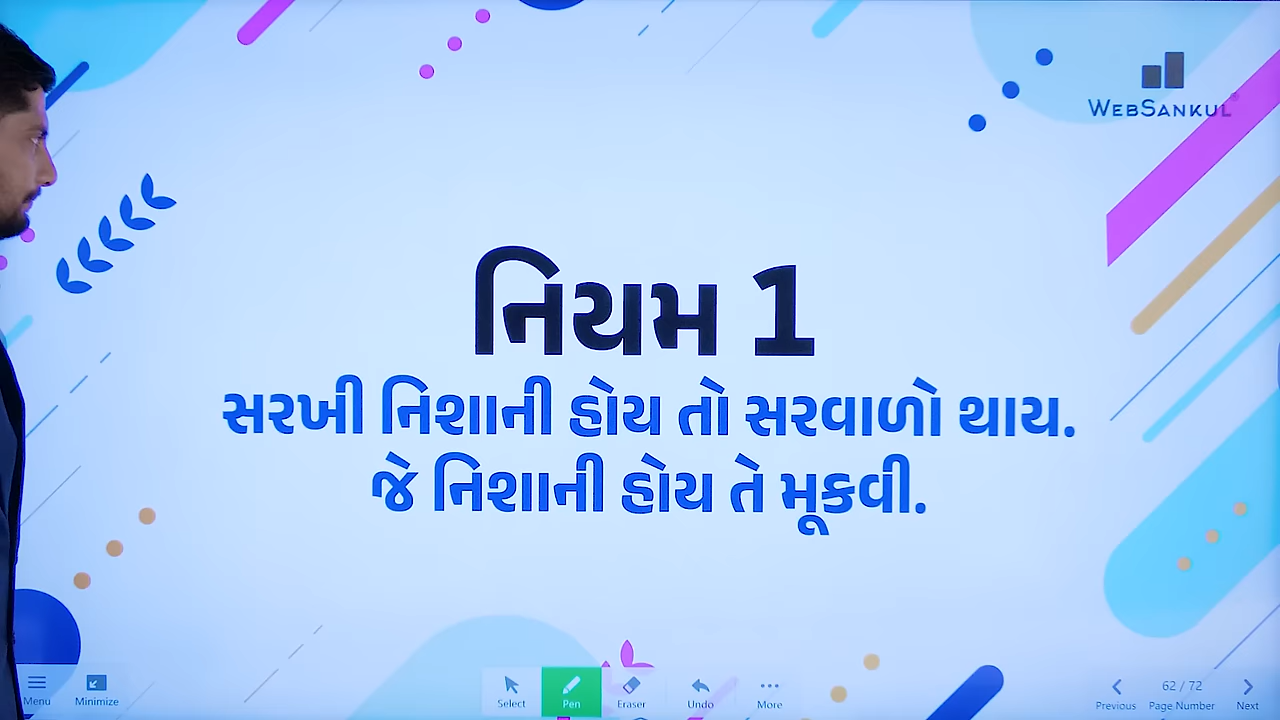 WEBSANKUL®
નિયમ 1
સરખી નિશાની હોય તો સરવાળો થાય.
જે નિશાની હોય તે મૂકવી.
Menu
Minimize
Select
Pen
Eraser
Undo
More
Previous
62 / 72
Page Number
Next